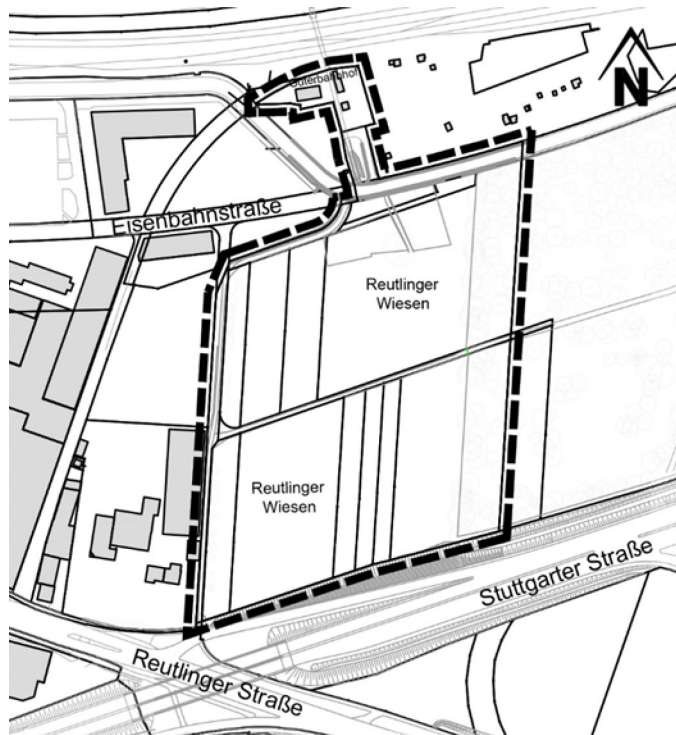 Güterbahnhof
N
Eisenbahnstraße
Reutlinger
Wiesen
Reutlinger
Wiesen
Stuttgarter Straße
Reutlinger Straße